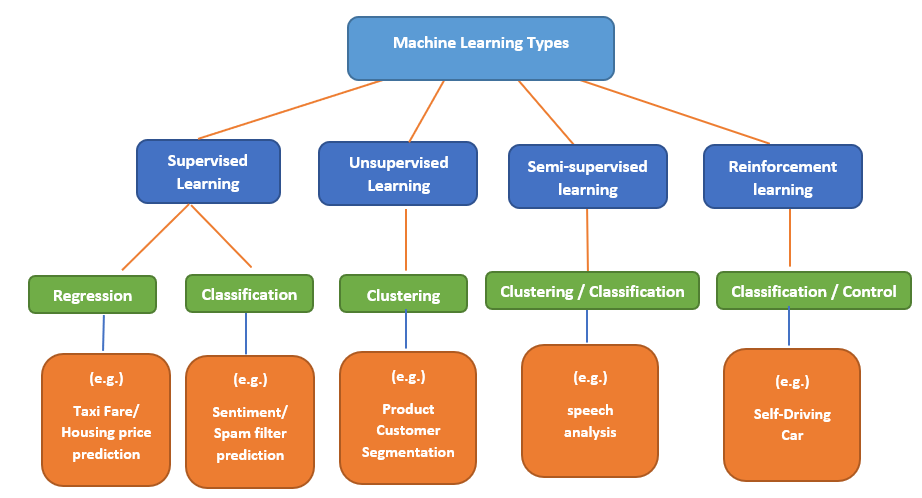 Machine Learning Types
Supervised
Learning
Unsupervised
Learning
Semi-supervised
learning
Reinforcement
learning
Regression
Classification
Clustering
Clustering / Classification
Classification / Control
(e.g.)
Taxi Fare/
Housing price
prediction
(e.g.)
Sentiment/
Spam filter
prediction
(e.g.)
Product
Customer
Segmentation
(e.g.)
speech
analysis
(e.g.)
Self-Driving
Car